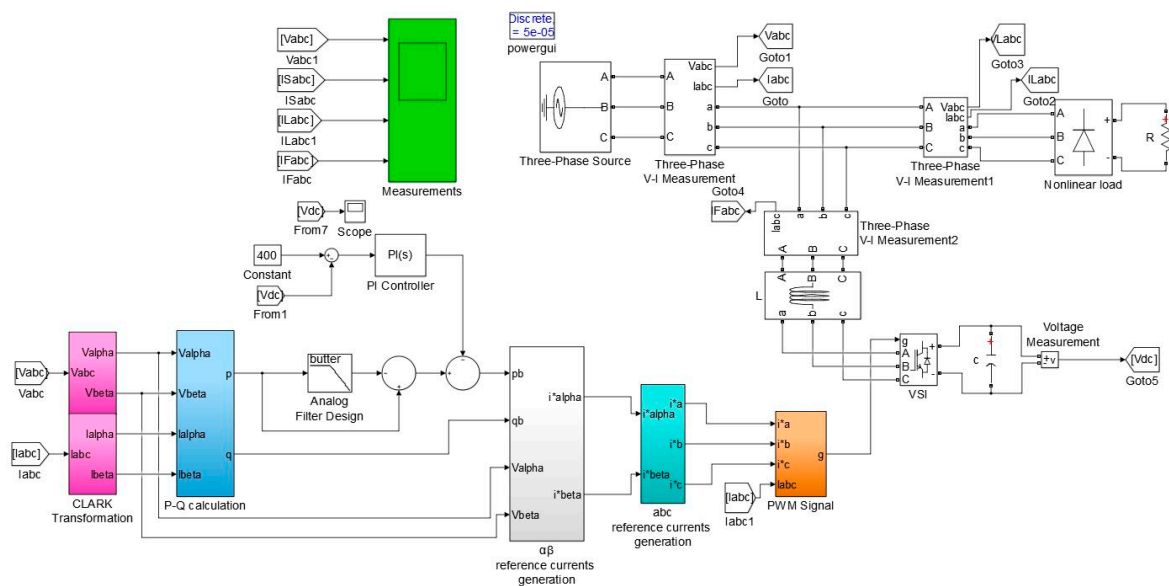 [Vabc]
Vabc1
[ISabc]
ISabc
[ILabc]
ILabc1
[IFabc]
IFabc
Measurements
Discrete,
= 5e-05
powergui
A
B
C
Three-Phase Source
A
B
C
Vabc
Iabc
a
b
c
Three-Phase
V-I Measurement
Vabc
Goto1
Iabc
Goto
VLabc
Goto3
ILabc
Goto2
A
B
C
Vabc
Iabc
a
b
c
Three-Phase
V-I Measurement1
A
B
C
+
-
Nonlinear load
+
R
Goto4
IFabc
Iabc
a
b
c
A
B
C
Three-Phase
V-I Measurement2
A
B
C
L
a
b
c
[Vdc]
From7
Scope
400
Constant
+
-
[Vdc]
From1
PI(s)
PI Controller
g
A
B
C
+
-
VSI
+
c
Voltage
Measurement
+
-
v
[Vdc]
Goto5
[Vabc]
Vabc
[Iabc]
Iabc
Valpha
Vabc
Vbeta
Ialpha
Iabc
Ibeta
CLARK
Transformation
Valpha
Vbeta
Ialpha
Ibeta
p
q
P-Q calculation
butter
Analog
Filter Design
-
+
-
+
pb
qb
Valpha
Vbeta
i*alpha
i*beta
αβ
reference currents
generation
i*alpha
i*beta
i*a
i*b
i*c
abc
reference currents
generation
i*a
i*b
i*c
Iabc
g
PWM Signal
[Iabc]
Iabc1